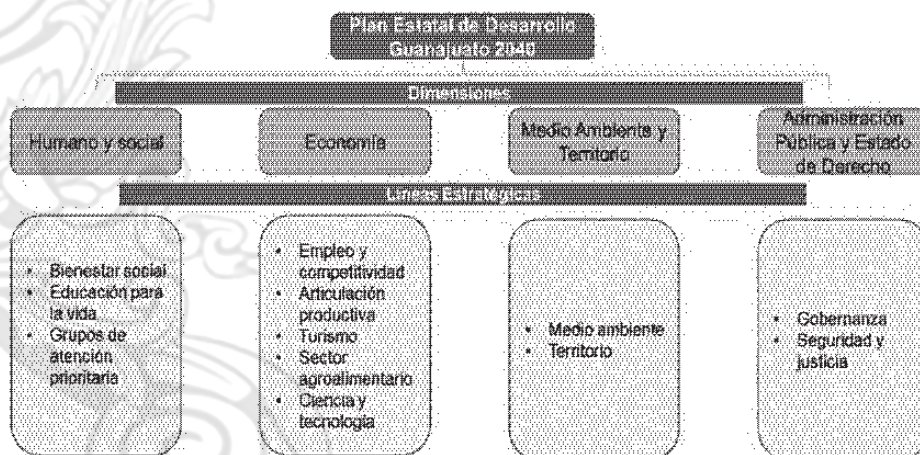 Plan Estatal de Desarrollo
Guanajuato 2040
Dimensiones
Humano y social
Economía
Medio Ambiente y
Territorio
Administración
Pública y Estado
de Derecho
Líneas Estratégicas
• Bienestar social
• Educación para
la vida
• Grupos de
atención
prioritaria
• Empleo y
competitividad
• Articulación
productiva
• Turismo
• Sector
agroalimentario
• Ciencia y
tecnología
• Medio ambiente
• Territorio
• Gobernanza
• Seguridad y
justicia